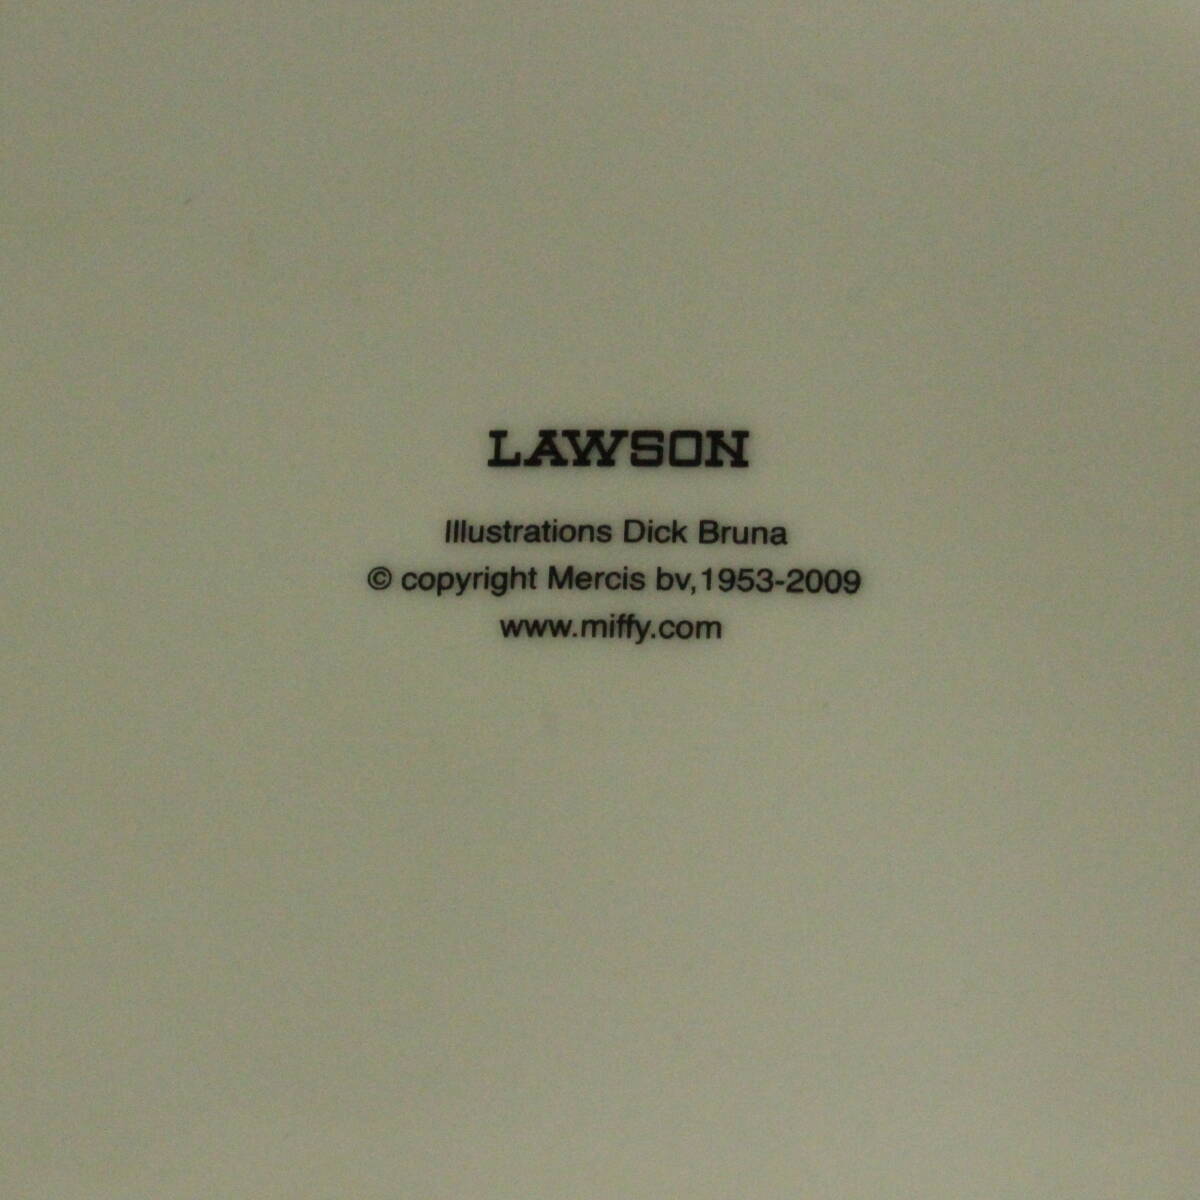 LAWSON
Illustrations Dick Bruna
© copyright Mercis bv,1953-2009
www.miffy.com